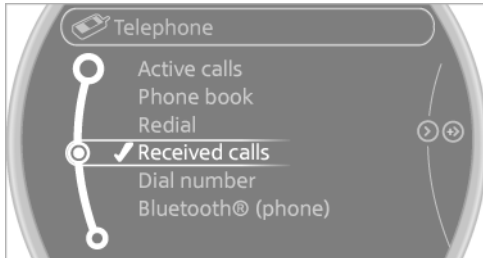 Telephone
Active calls
Phone book
Redial
Received calls
Dial number
Bluetooth® (phone)